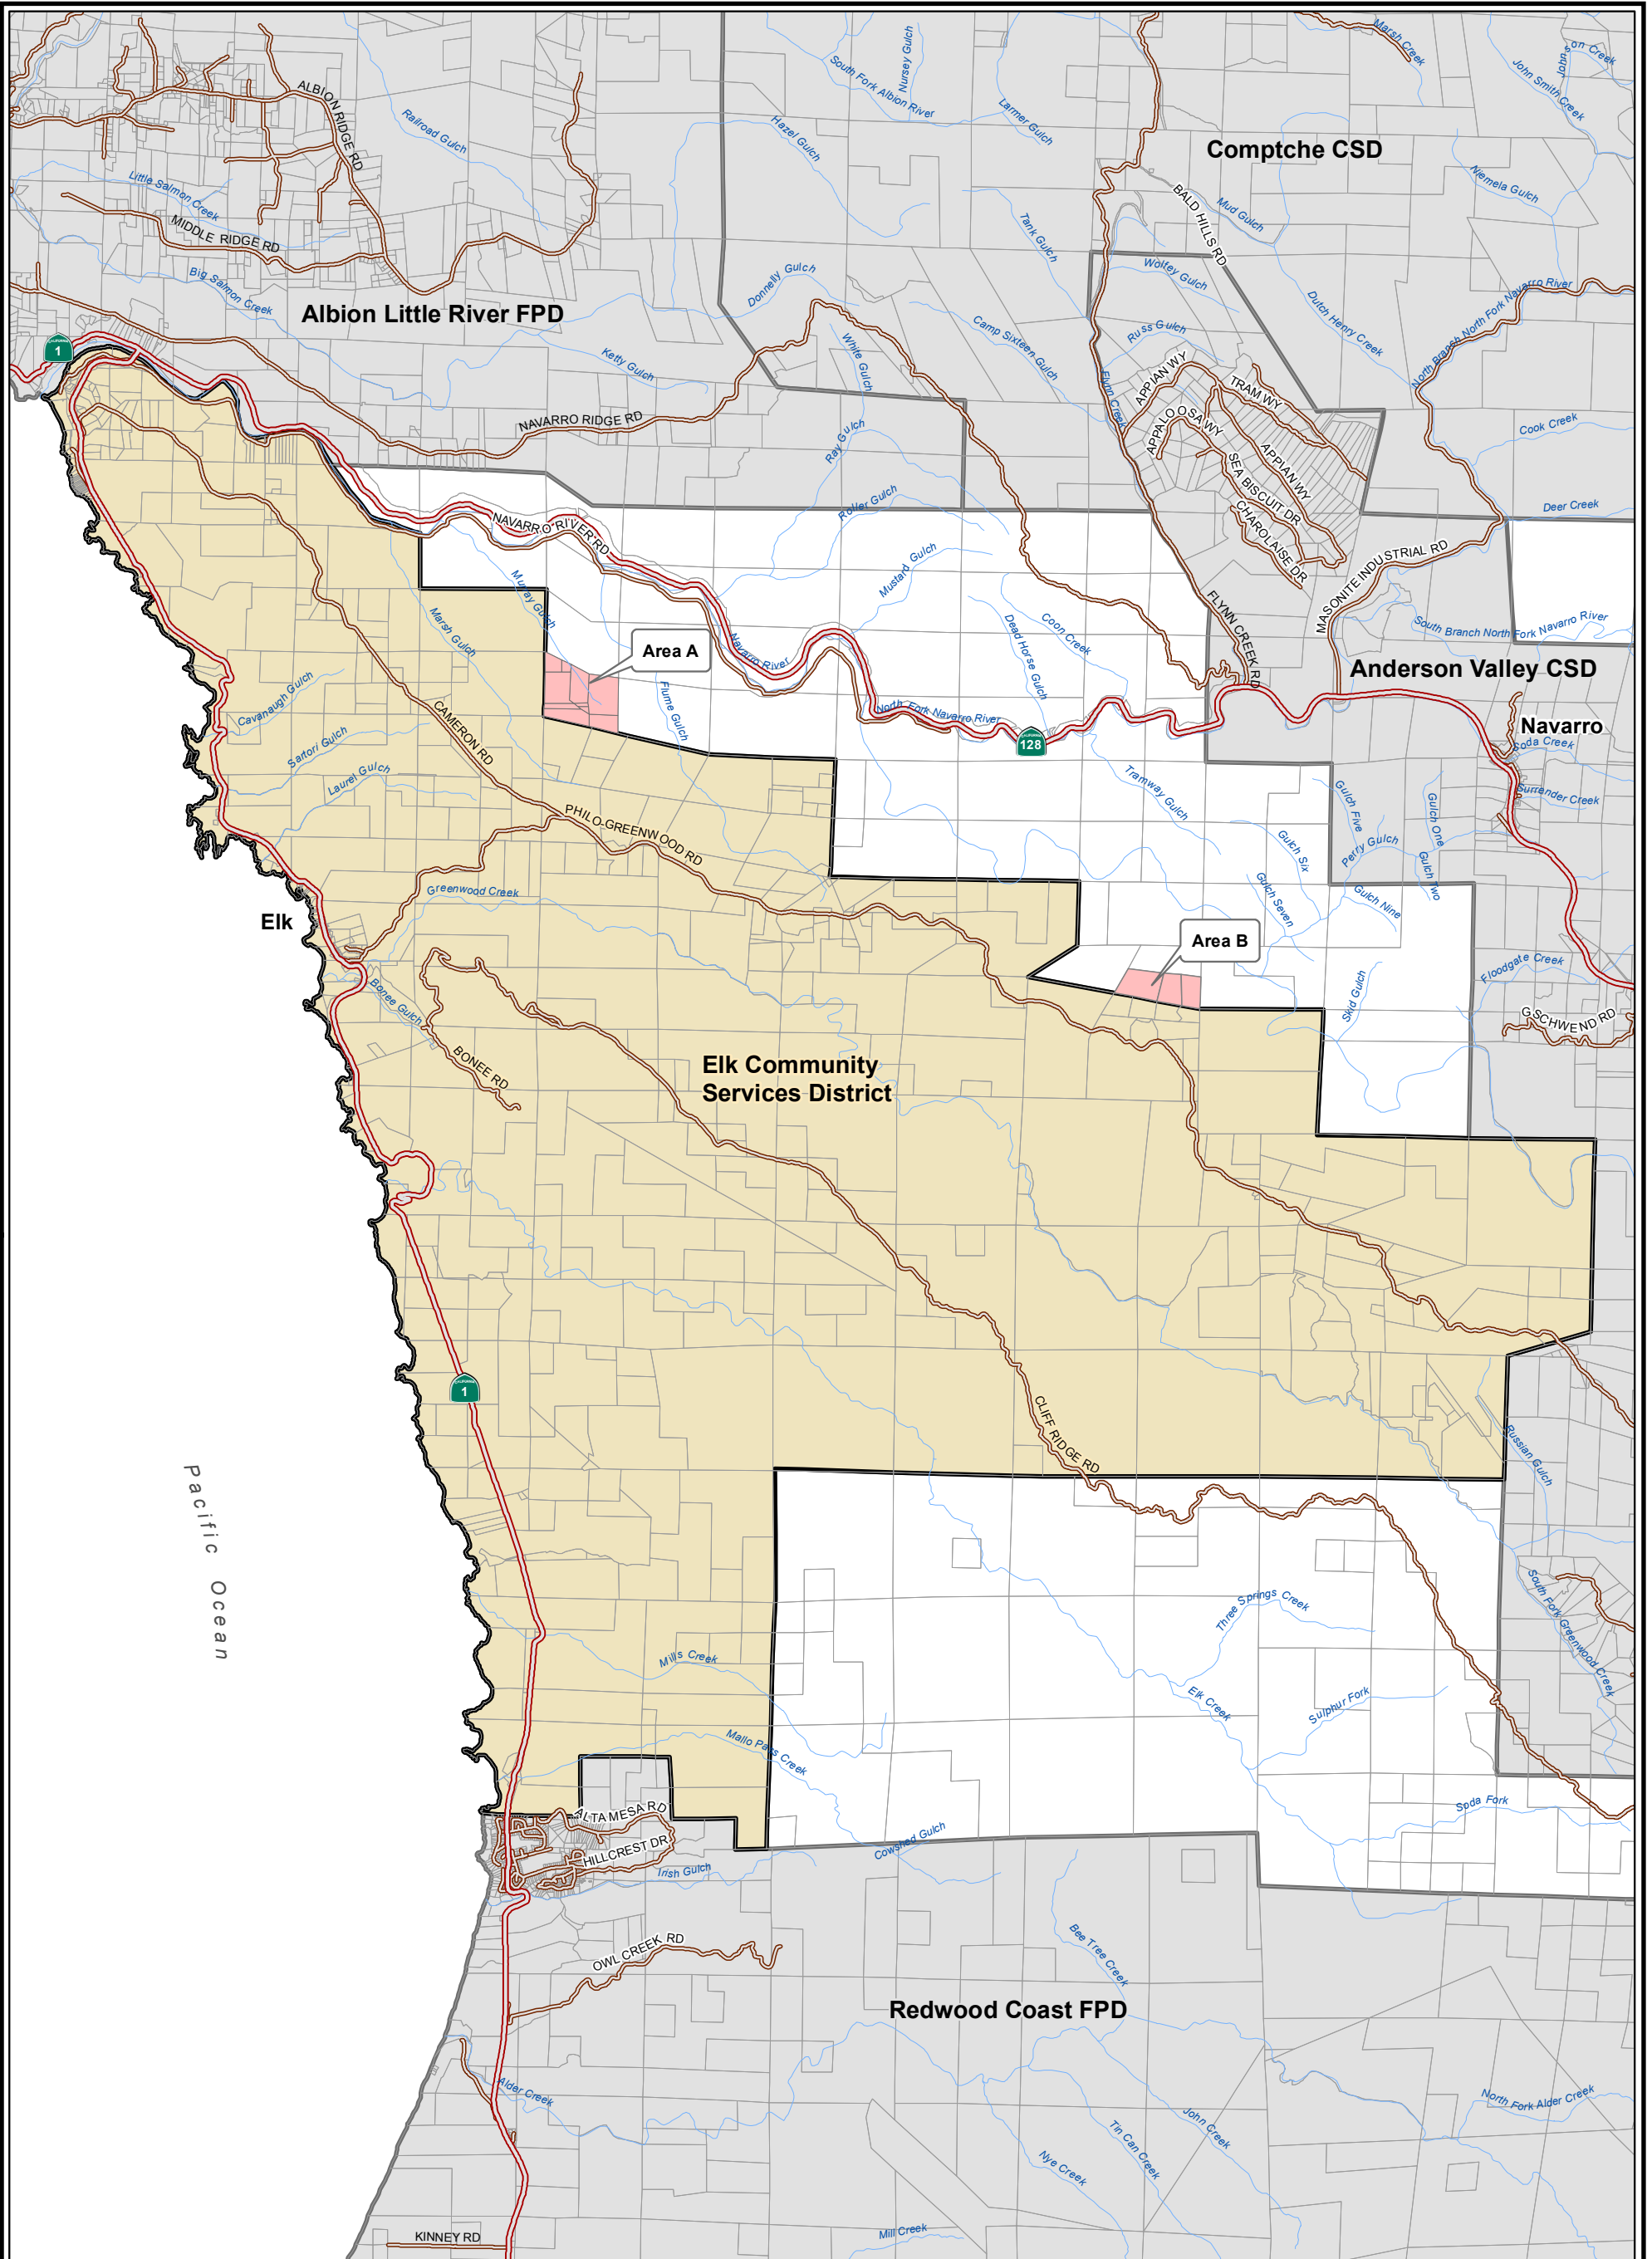 Marsh Creek
Johnson Creek
John Smith Creek
Nursey Gulch
South Fork Albion River
Larmer Gulch
Hazel Gulch
ALBION RIDGE RD
Railroad Gulch
Comptche CSD
Niemela Gulch
BALD HILLS RD
Mud Gulch
Tank Gulch
Little Salmon Creek
MIDDLE RIDGE RD
Big Salmon Creek
Donnelly Gulch
Wolfey Gulch
Dutch Henry Creek
North Branch North Fork Navarro River
Albion Little River FPD
Camp Sixteen Gulch
Russ Gulch
CALIFORNIA
1
Ketty Gulch
White Gulch
Flynn Creek
APPIAN WY
TRAM WY
APPALOOSA WY
NAVARRO RIDGE RD
Ray Gulch
Cook Creek
APPIAN WY
SEA BISCUIT DR
CHAROLAISE DR
Roller Gulch
Deer Creek
NAVARRO RIVER RD
Mustard Gulch
MASONITE INDUSTRIAL RD
Murray Gulch
Marsh Gulch
FLYNN CREEK RD
Dead Horse Gulch
Coon Creek
South Branch North Fork Navarro River
Area A
Navarro River
Anderson Valley CSD
Cavanaugh Gulch
Flume Gulch
North Fork Navarro River
CAMERON RD
Navarro
CALIFORNIA
128
Soda Creek
Sartori Gulch
Laurel Gulch
Tramway Gulch
Surrender Creek
Gulch Five
Gulch One
PHILO-GREENWOOD RD
Gulch Six
Perry Gulch
Gulch Two
Greenwood Creek
Gulch Seven
Gulch Nine
Elk
Area B
Floodgate Creek
Skid Gulch
Bonee Gulch
GSCHWEND RD
BONEE RD
Elk Community
Services District
CALIFORNIA
1
CLIFF RIDGE RD
Russian Gulch
Pacific Ocean
South Fork Greenwood Creek
Three Springs Creek
Mills Creek
Elk Creek
Sulphur Fork
Mallo Pass Creek
Soda Fork
ALTA MESA RD
HILLCREST DR
Cowshed Gulch
Irish Gulch
OWL CREEK RD
Bee Tree Creek
Redwood Coast FPD
Alder Creek
North Fork Alder Creek
John Creek
Tin Can Creek
Nye Creek
Mill Creek
KINNEY RD